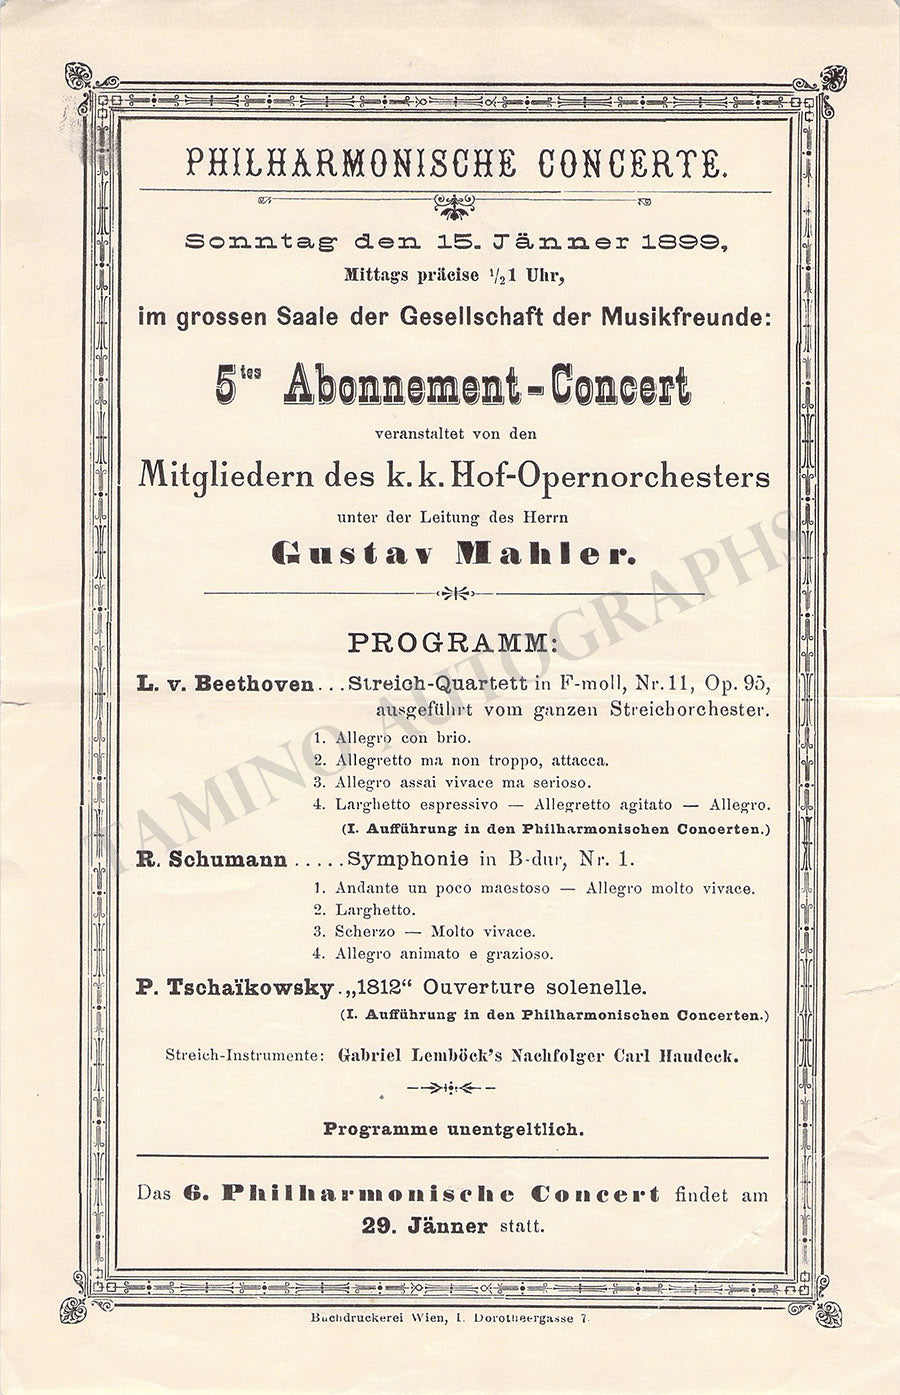 PHILHARMONISCHE CONCERTE.
Sonntag den 15. Jänner 1899,
Mittags präcise 1/21 Uhr,
im grossen Saale der Gesellschaft der Musikfreunde:
5tes Abonnement-Concert
veranstaltet von den
Mitgliedern des k. k. Hof-Opernorchesters
unter der Leitung des Herrn
Gustav Mahler.
PROGRAMM:
L. v. Beethoven...Streich-Quartett in F-moll, Nr. 11, Op. 95,
ausgeführt vom ganzen Streichorchester.
1. Allegro con brio.
2. Allegretto ma non troppo, attacca.
3. Allegro assai vivace ma serioso.
4. Larghetto espressivo — Allegretto agitato — Allegro.
(I. Aufführung in den Philharmonischen Concerten.)
R. Schumann.....Symphonie in B-dur, Nr. 1.
1. Andante un poco maestoso — Allegro molto vivace.
2. Larghetto.
3. Scherzo — Molto vivace.
4. Allegro animato e grazioso.
P. Tschaïkowsky.„1812“ Ouverture solenelle.
(I. Aufführung in den Philharmonischen Concerten.)
Streich-Instrumente: Gabriel Lemböck's Nachfolger Carl Haudeck.
Programme unentgeltlich.
Das 6. Philharmonische Concert findet am
29. Jänner statt.
Buchdruckerei Wien, I. Dorotheergasse 7.
TAMINO AUTOGRAPHS